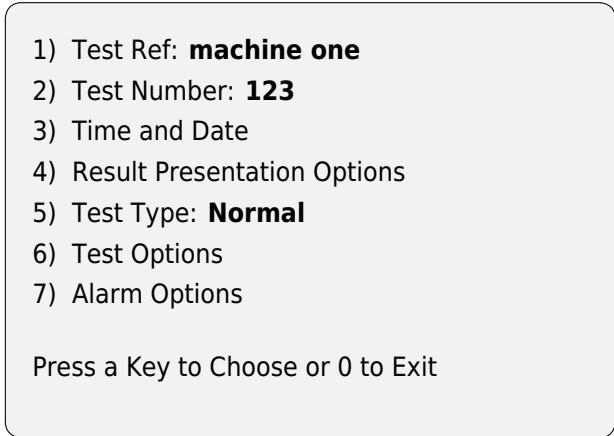 1) Test Ref: machine one
2) Test Number: 123
3) Time and Date
4) Result Presentation Options
5) Test Type: Normal
6) Test Options
7) Alarm Options
Press a Key to Choose or 0 to Exit